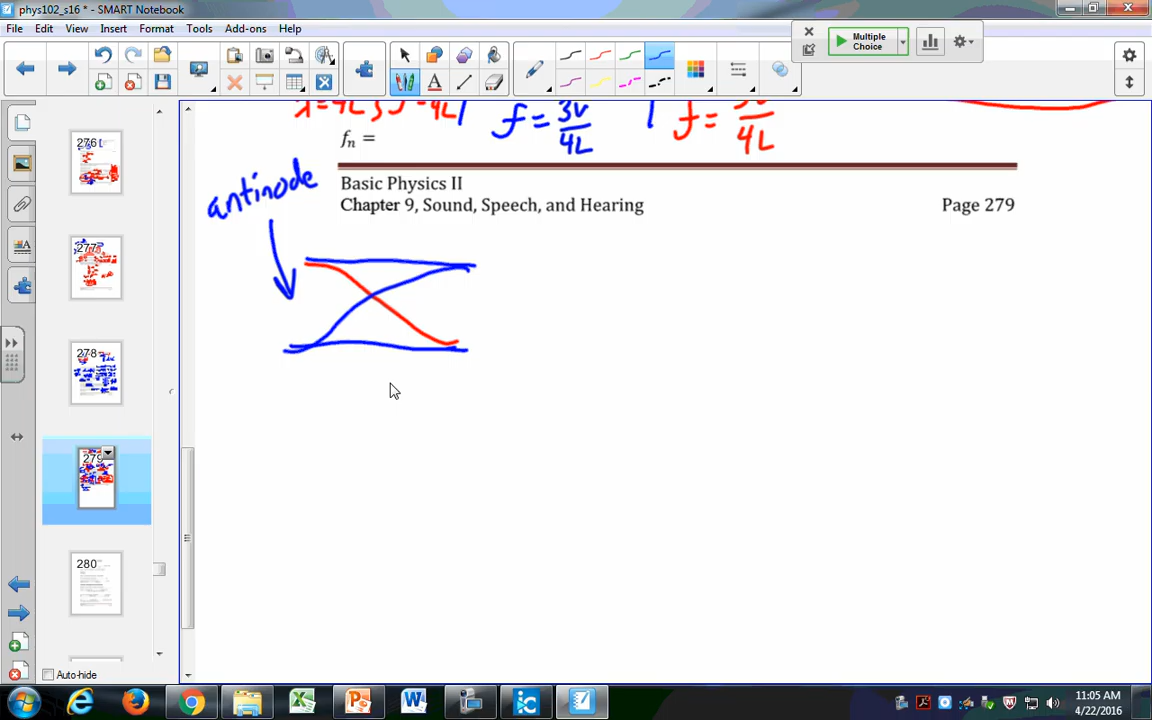 phys102_s16 * - SMART Notebook
File Edit View Insert Format Tools Add-ons Help
Multiple
Choice
A
λ = 4L
f = 3v
4L
f =
4L
fₙ =
antinode
Basic Physics II
Chapter 9, Sound, Speech, and Hearing
Page 279
276
277
278
279
280
Auto-hide
11:05 AM
4/22/2016